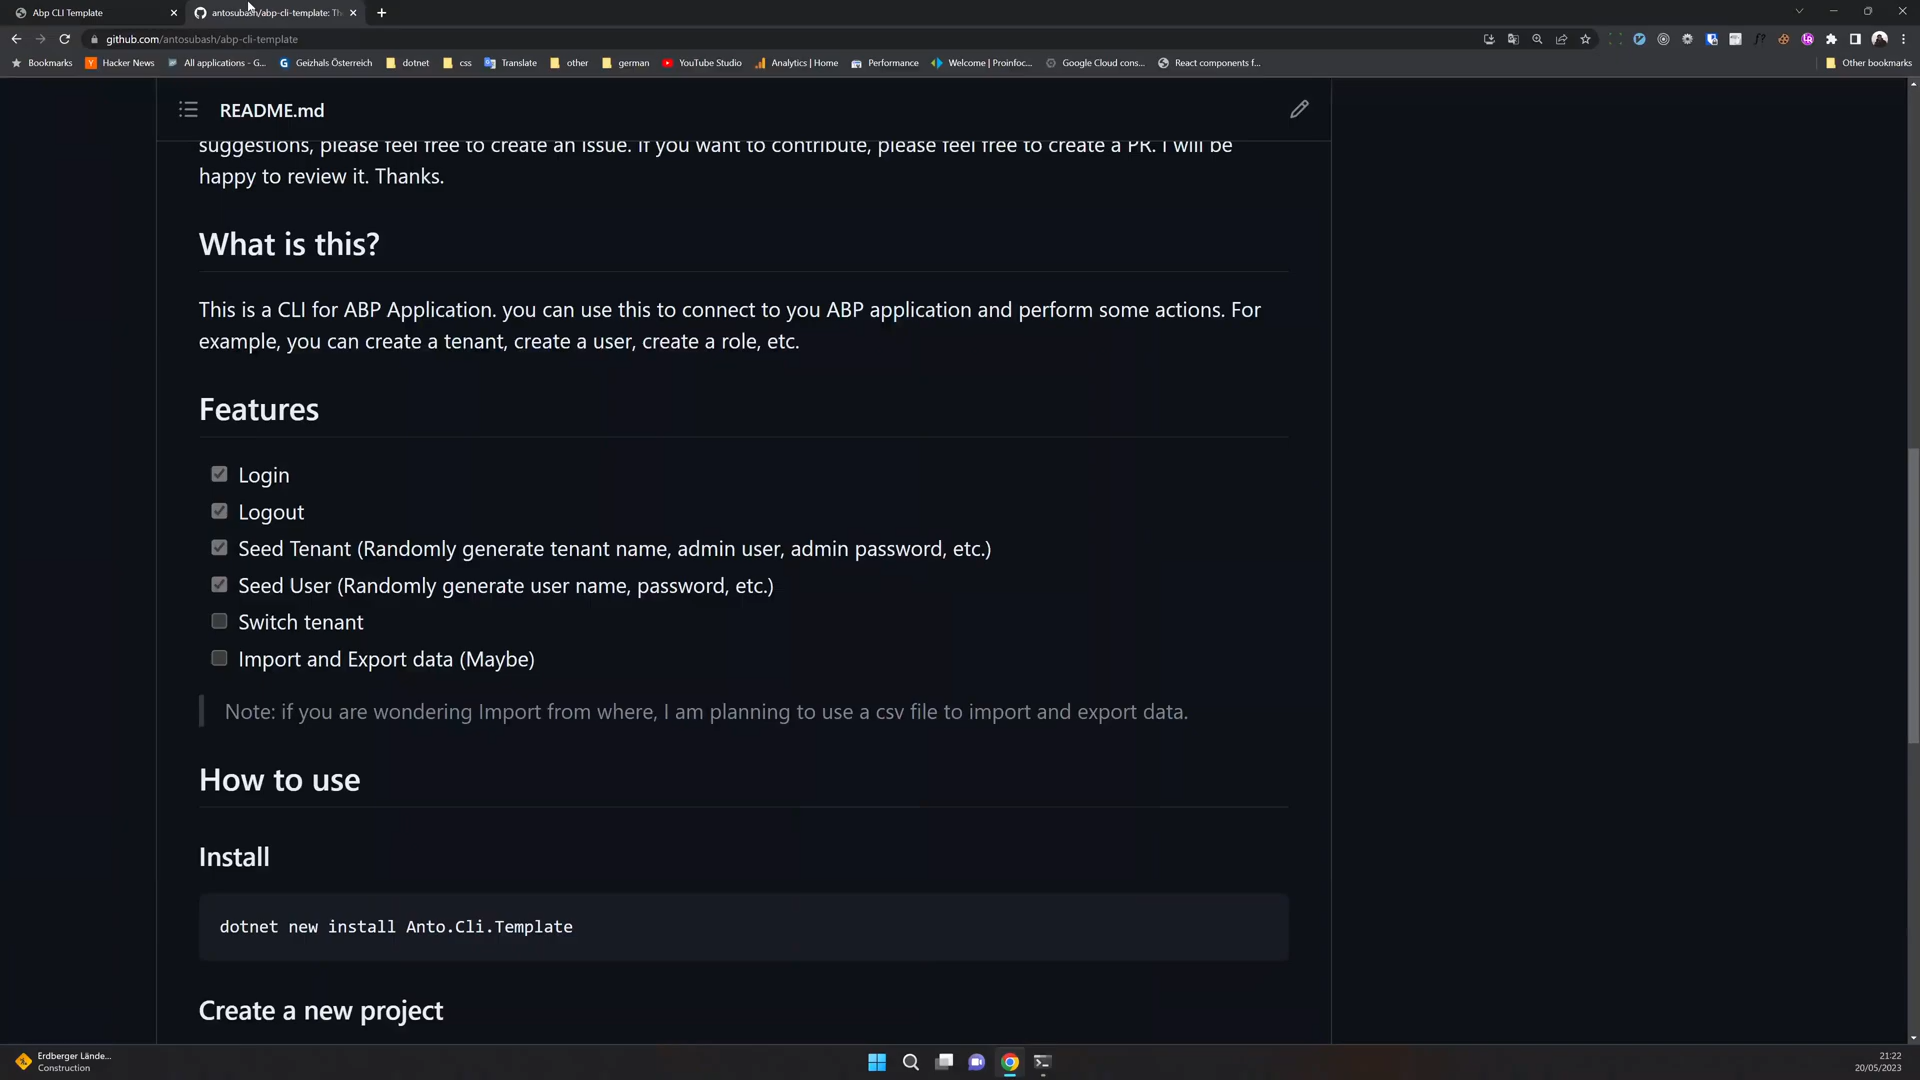 Abp CLI Template
antosubash/abp-cli-template: Th
github.com/antosubash/abp-cli-template
Bookmarks
Hacker News
All applications - G...
Geizhals Österreich
dotnet
css
Translate
other
german
YouTube Studio
Analytics | Home
Performance
Welcome | Proinfoc...
Google Cloud cons...
React components f...
Other bookmarks
README.md
suggestions, please feel free to create an issue. If you want to contribute, please feel free to create a PR. I will be
happy to review it. Thanks.
What is this?
This is a CLI for ABP Application. you can use this to connect to you ABP application and perform some actions. For
example, you can create a tenant, create a user, create a role, etc.
Features
Login
Logout
Seed Tenant (Randomly generate tenant name, admin user, admin password, etc.)
Seed User (Randomly generate user name, password, etc.)
Switch tenant
Import and Export data (Maybe)
Note: if you are wondering Import from where, I am planning to use a csv file to import and export data.
How to use
Install
dotnet new install Anto.Cli.Template
Create a new project
Erdberger Lände...
Construction
21:22
20/05/2023